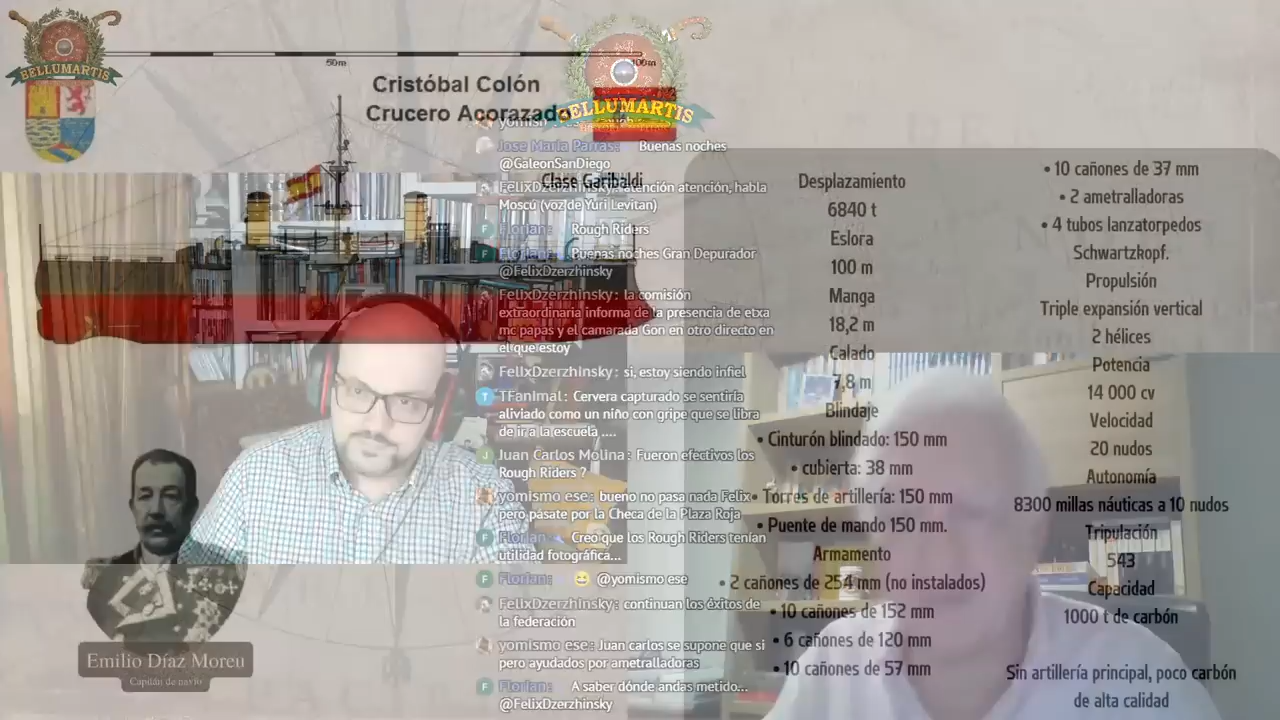 BELLUMARTIS
50m
100m
Cristóbal Colón
Crucero Acorazado
BELLUMARTIS
Clase Garibaldi
yomismo
Jose Maria Parras: Buenas noches
@GaleonSanDiego
FelixDzerzhinsky: atención atención, habla
Moscú (voz de Yuri Levitan)
Florian: Rough Riders
Florian: Buenas noches Gran Depurador
@FelixDzerzhinsky
FelixDzerzhinsky: la comisión
extraordinaria informa de la presencia de etxa
mc papas y el camarada Gon en otro directo en
el que estoy
FelixDzerzhinsky: si, estoy siendo infiel
TFanimal: Cervera capturado se sentiria
aliviado como un niño con gripe que se libra
de ir a la escuela ....
Juan Carlos Molina: Fueron efectivos los
Rough Riders ?
yomismo ese: bueno no pasa nada Felix
pero pásate por la Checa de la Plaza Roja
Florian: Creo que los Rough Riders tenían
utilidad fotográfica...
Florian: 😄 @yomismo ese
FelixDzerzhinsky: continuan los éxitos de
la federación
yomismo ese: Juan carlos se supone que si
pero ayudados por ametralladoras
Florian: A saber dónde andas metido...
@FelixDzerzhinsky
Desplazamiento
6840 t
Eslora
100 m
Manga
18,2 m
Calado
7,8 m
Blindaje
• Cinturón blindado: 150 mm
• cubierta: 38 mm
• Torres de artillería: 150 mm
• Puente de mando 150 mm.
Armamento
• 2 cañones de 254 mm (no instalados)
• 10 cañones de 152 mm
• 6 cañones de 120 mm
• 10 cañones de 57 mm
• 10 cañones de 37 mm
• 2 ametralladoras
• 4 tubos lanzatorpedos
Schwartzkopf.
Propulsión
Triple expansión vertical
2 hélices
Potencia
14 000 cv
Velocidad
20 nudos
Autonomía
8300 millas náuticas a 10 nudos
Tripulación
543
Capacidad
1000 t de carbón
Sin artillería principal, poco carbón
de alta calidad
Emilio Díaz Moreu
Capitán de navío